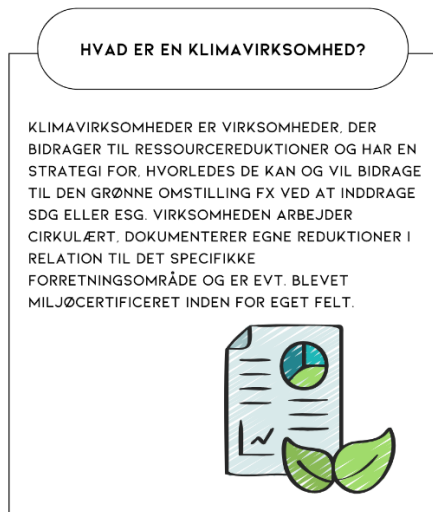 HVAD ER EN KLIMAVIRKSOMHED?
KLIMAVIRKSOMHEDER ER VIRKSOMHEDER, DER
BIDRAGER TIL RESSOURCEREDUKTIONER OG HAR EN
STRATEGI FOR, HVORLEDES DE KAN OG VIL BIDRAGE
TIL DEN GRØNNE OMSTILLING FX VED AT INDDRAGE
SDG ELLER ESG. VIRKSOMHEDEN ARBEJDER
CIRKULÆRT, DOKUMENTERER EGNE REDUKTIONER I
RELATION TIL DET SPECIFIKKE
FORRETNINGSOMRÅDE OG ER EVT. BLEVET
MILJØCERTIFICERET INDEN FOR EGET FELT.